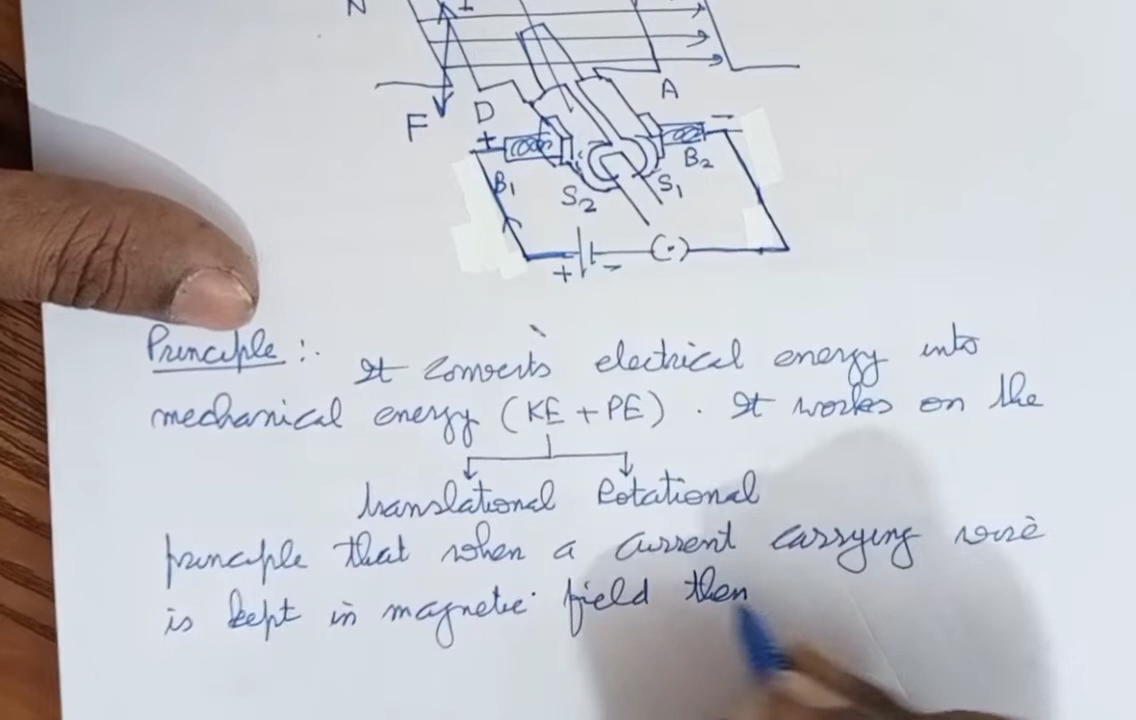 N I
F D A
+ B₁ S₂ S₁ B₂ −
+ − (·)
Principle :. It converts electrical energy into
mechanical energy (KE + PE) . It works on the
translational Rotational
principle that when a current carrying wire
is kept in magnetic field then